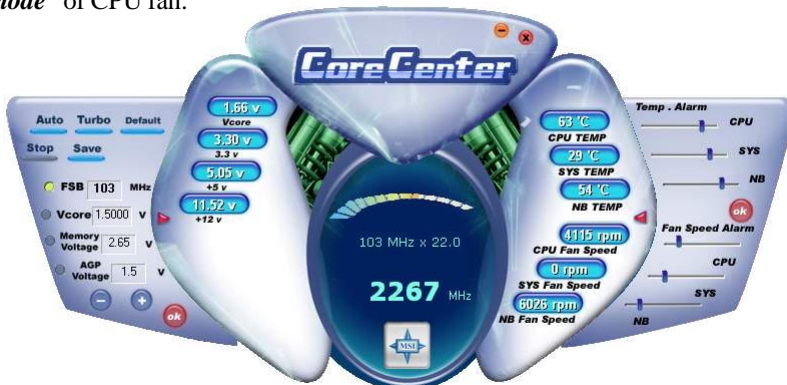 node" of CPU fan.
CoreCenter
Auto Turbo Default
Stop Save
FSB 103 MHz
Vcore 1.5000 v
Memory Voltage 2.65 v
AGP Voltage 1.5 v
ok
1.66 v
Vcore
3.30 v
3.3 v
5.05 v
+5 v
11.52 v
+12 v
103 MHz x 22.0
2267 MHz
MSI
63 'C
CPU TEMP
29 'C
SYS TEMP
54 'C
NB TEMP
4115 rpm
CPU Fan Speed
0 rpm
SYS Fan Speed
6026 rpm
NB Fan Speed
Temp . Alarm
CPU
SYS
NB
ok
Fan Speed Alarm
CPU
SYS
NB